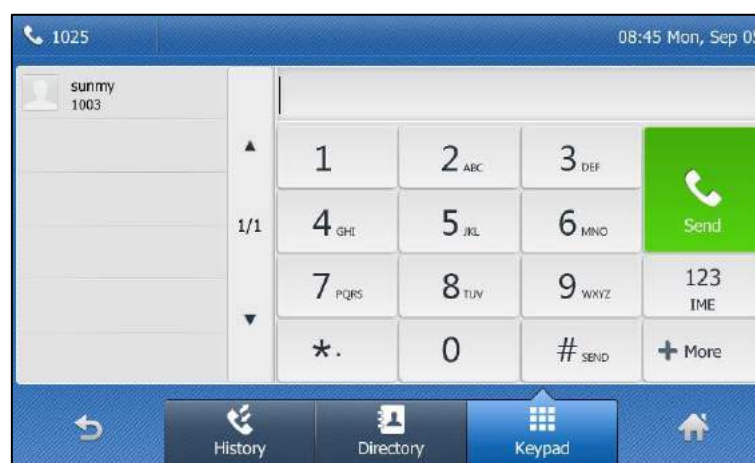 1025
08:45 Mon, Sep 05
sunmy
1003
1/1
1
2 ABC
3 DEF
Send
4 GHI
5 JKL
6 MNO
7 PQRS
8 TUV
9 WXYZ
123
IME
*.
0
# SEND
+ More
History
Directory
Keypad